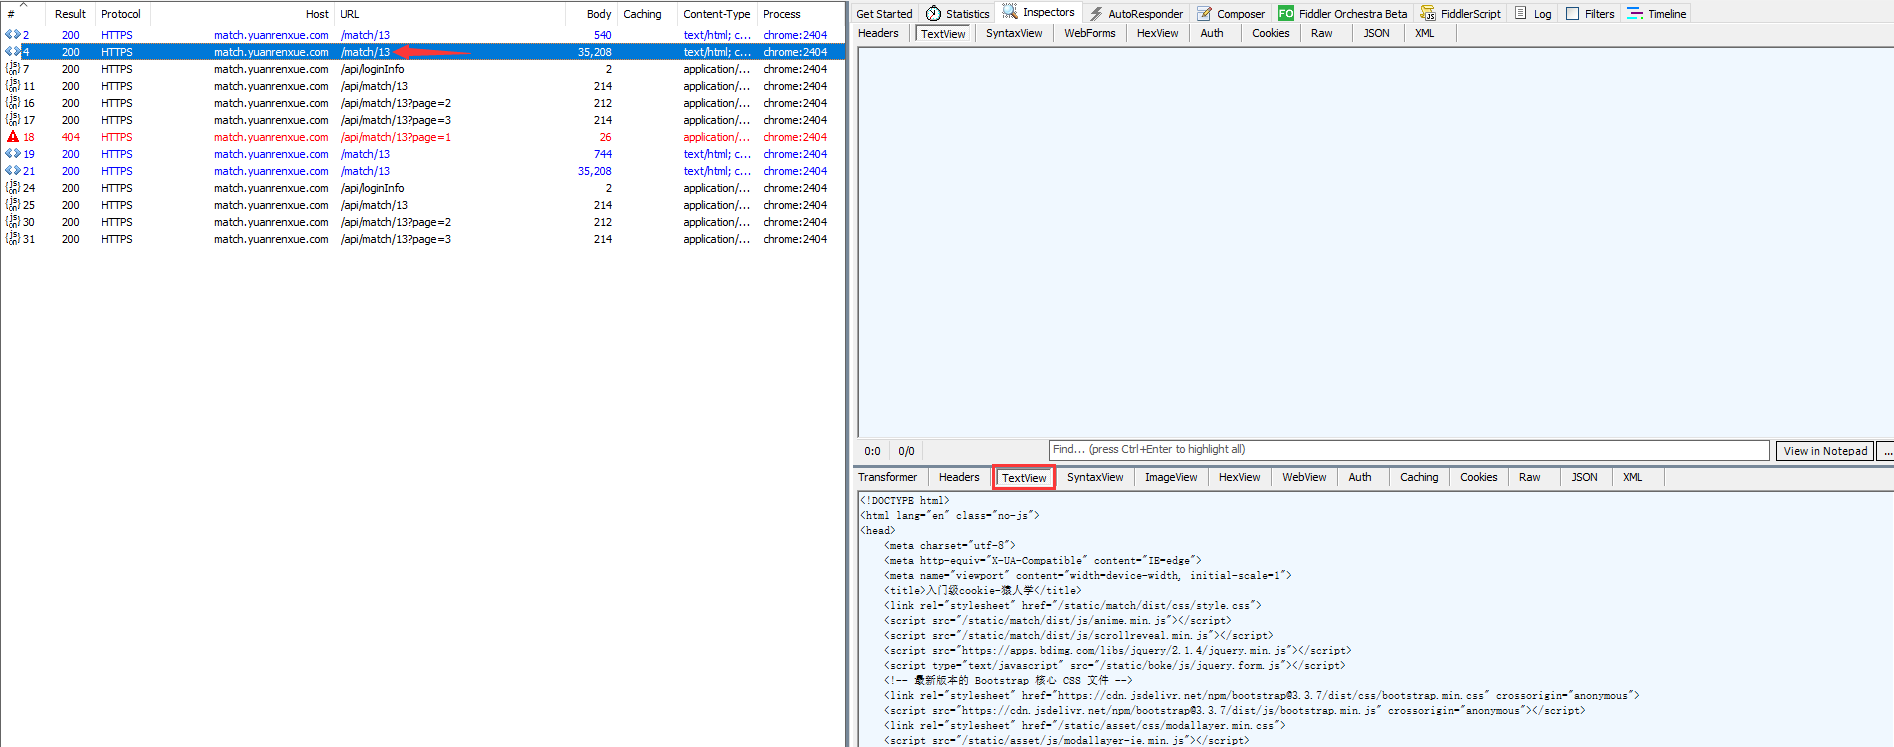 # Result Protocol Host URL Body Caching Content-Type Process
2 200 HTTPS match.yuanrenxue.com /match/13 540 text/html; c... chrome:2404
4 200 HTTPS match.yuanrenxue.com /match/13 35,208 text/html; c... chrome:2404
7 200 HTTPS match.yuanrenxue.com /api/loginInfo 2 application/... chrome:2404
11 200 HTTPS match.yuanrenxue.com /api/match/13 214 application/... chrome:2404
16 200 HTTPS match.yuanrenxue.com /api/match/13?page=2 212 application/... chrome:2404
17 200 HTTPS match.yuanrenxue.com /api/match/13?page=3 214 application/... chrome:2404
18 404 HTTPS match.yuanrenxue.com /api/match/13?page=1 26 application/... chrome:2404
19 200 HTTPS match.yuanrenxue.com /match/13 744 text/html; c... chrome:2404
21 200 HTTPS match.yuanrenxue.com /match/13 35,208 text/html; c... chrome:2404
24 200 HTTPS match.yuanrenxue.com /api/loginInfo 2 application/... chrome:2404
25 200 HTTPS match.yuanrenxue.com /api/match/13 214 application/... chrome:2404
30 200 HTTPS match.yuanrenxue.com /api/match/13?page=2 212 application/... chrome:2404
31 200 HTTPS match.yuanrenxue.com /api/match/13?page=3 214 application/... chrome:2404
Get Started Statistics Inspectors AutoResponder Composer FO Fiddler Orchestra Beta FiddlerScript Log Filters Timeline
Headers TextView SyntaxView WebForms HexView Auth Cookies Raw JSON XML
0:0 0/0 Find... (press Ctrl+Enter to highlight all) View in Notepad ...
Transformer Headers TextView SyntaxView ImageView HexView WebView Auth Caching Cookies Raw JSON XML
<!DOCTYPE html>
<html lang="en" class="no-js">
<head>
<meta charset="utf-8">
<meta http-equiv="X-UA-Compatible" content="IE=edge">
<meta name="viewport" content="width=device-width, initial-scale=1">
<title>入门级cookie-猿人学</title>
<link rel="stylesheet" href="/static/match/dist/css/style.css">
<script src="/static/match/dist/js/anime.min.js"></script>
<script src="/static/match/dist/js/scrollreveal.min.js"></script>
<script src="https://apps.bdimg.com/libs/jquery/2.1.4/jquery.min.js"></script>
<script type="text/javascript" src="/static/boke/js/jquery.form.js"></script>
<!-- 最新版本的 Bootstrap 核心 CSS 文件 -->
<link rel="stylesheet" href="https://cdn.jsdelivr.net/npm/bootstrap@3.3.7/dist/css/bootstrap.min.css" crossorigin="anonymous">
<script src="https://cdn.jsdelivr.net/npm/bootstrap@3.3.7/dist/js/bootstrap.min.js" crossorigin="anonymous"></script>
<link rel="stylesheet" href="/static/asset/css/modallayer.min.css">
<script src="/static/asset/js/modallayer-ie.min.js"></script>